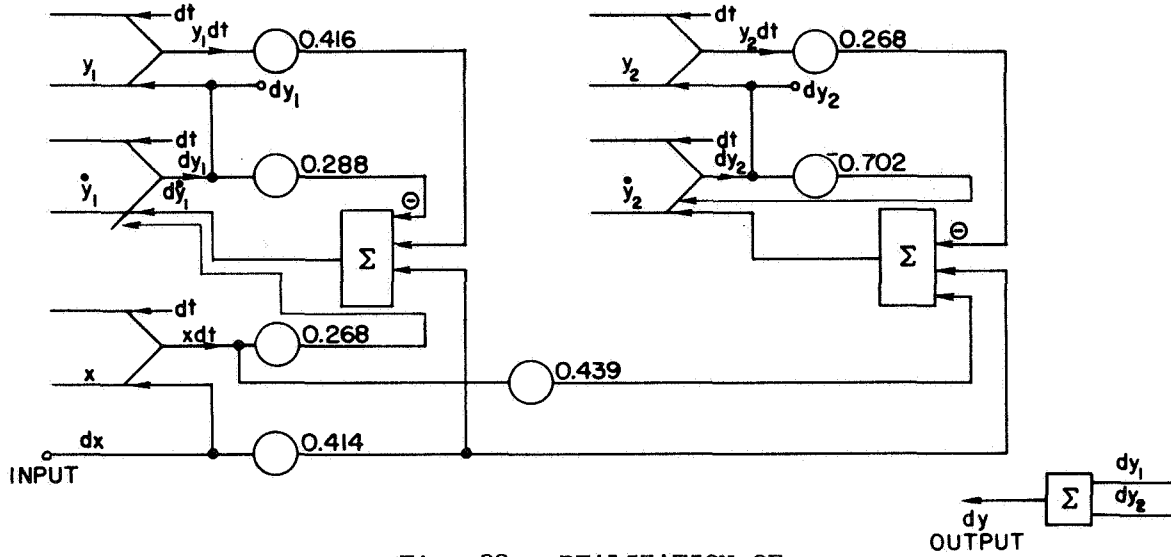 dt
y₁dt
0.416
y₁
dy₁
dt
dy₁
0.288
ẏ₁
dẏ₁
⊖
Σ
dt
xdt
0.268
x
0.439
dx
0.414
INPUT
dt
y₂dt
0.268
y₂
dy₂
dt
dy₂
-0.702
ẏ₂
⊖
Σ
dy₁
Σ
dy₂
dy
OUTPUT